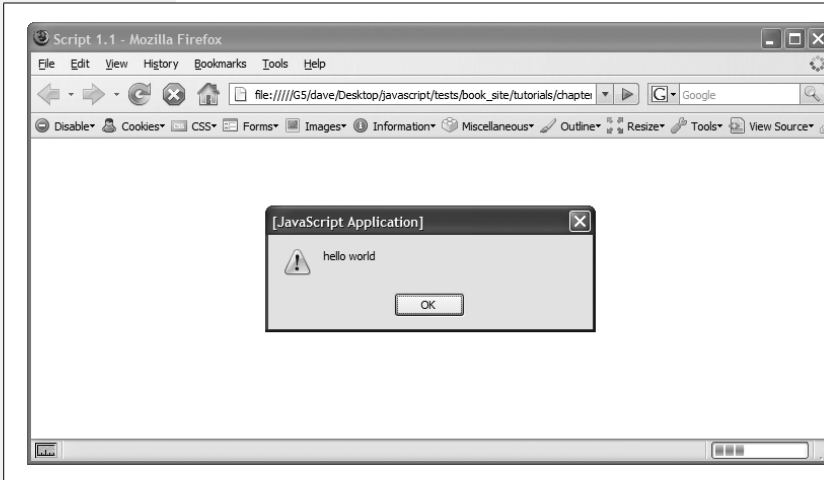 Script 1.1 - Mozilla Firefox
File Edit View History Bookmarks Tools Help
file://///G5/dave/Desktop/javascript/tests/book_site/tutorials/chapter G Google
Disable Cookies CSS Forms Images Information Miscellaneous Outline Resize Tools View Source
[JavaScript Application]
hello world
OK